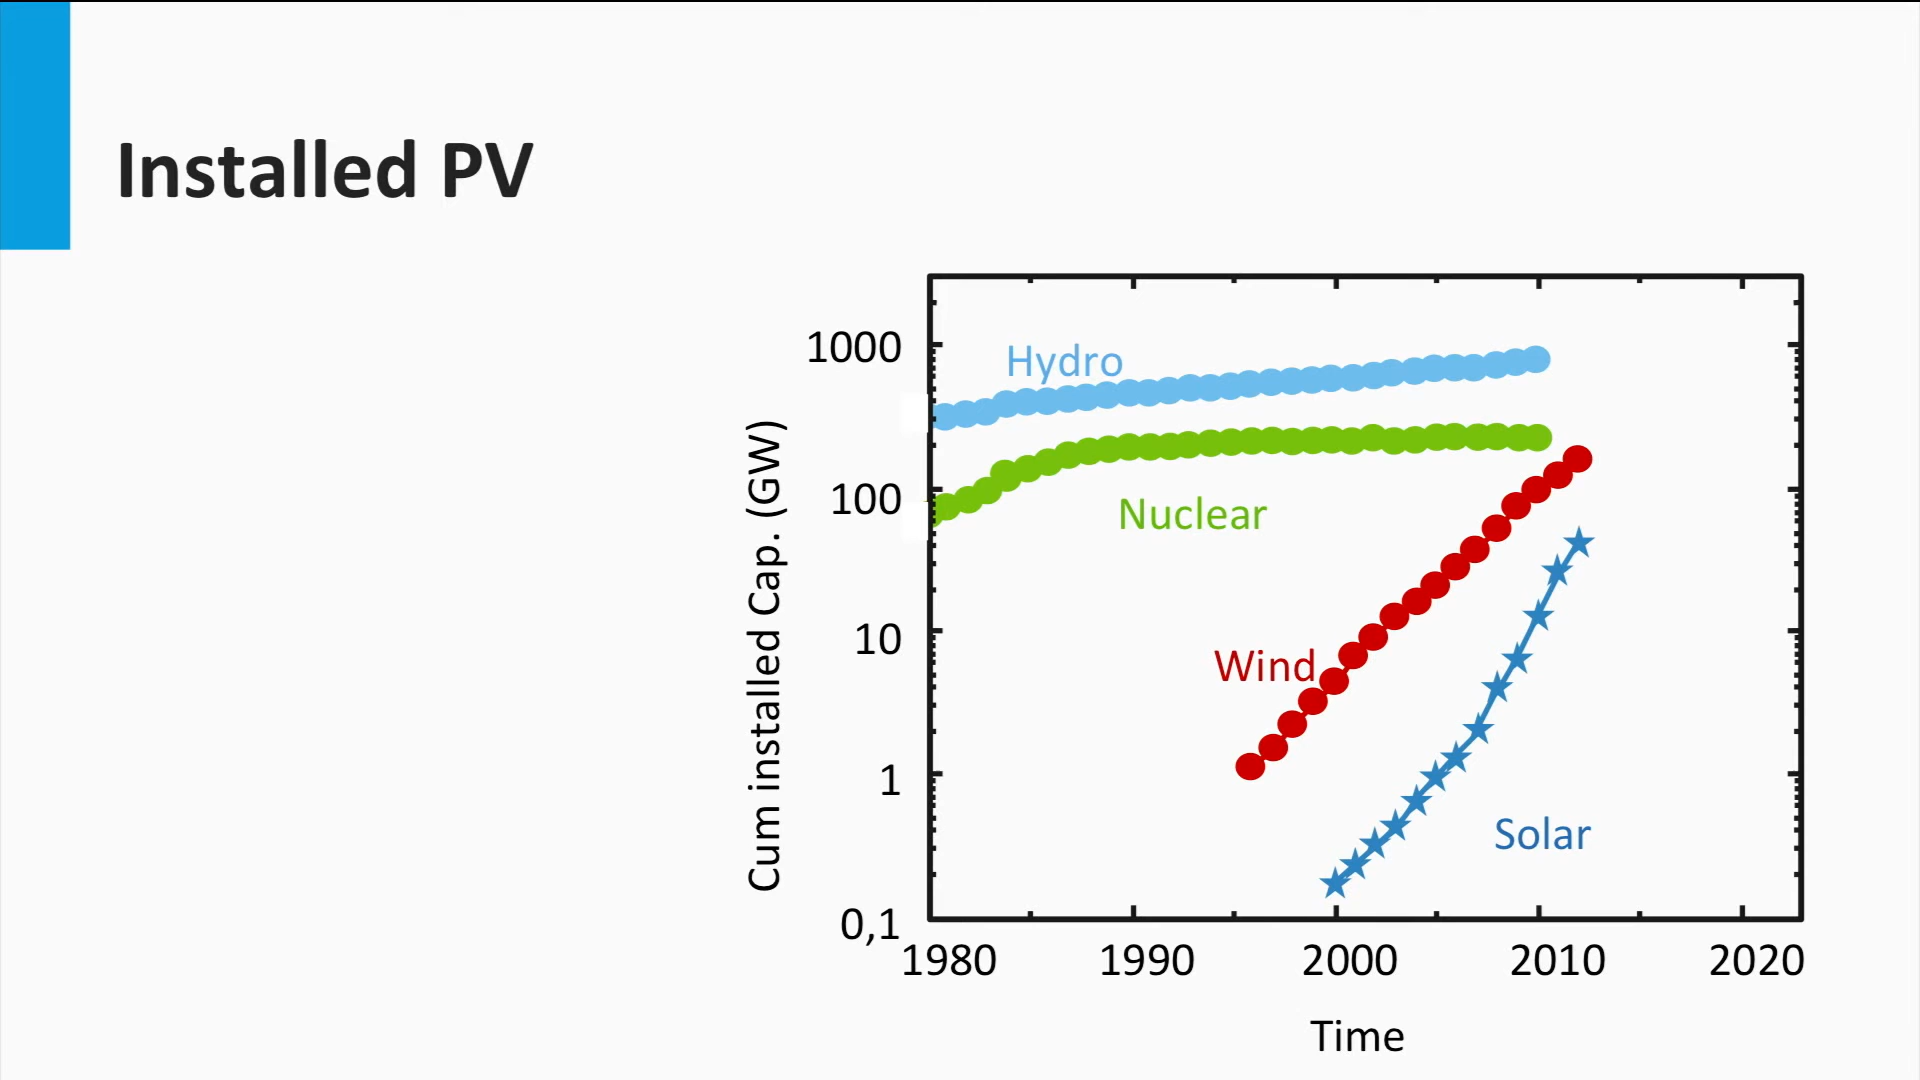 Installed PV
Cum installed Cap. (GW)
1000
100
10
1
0,1
Hydro
Nuclear
Wind
Solar
1980 1990 2000 2010 2020
Time